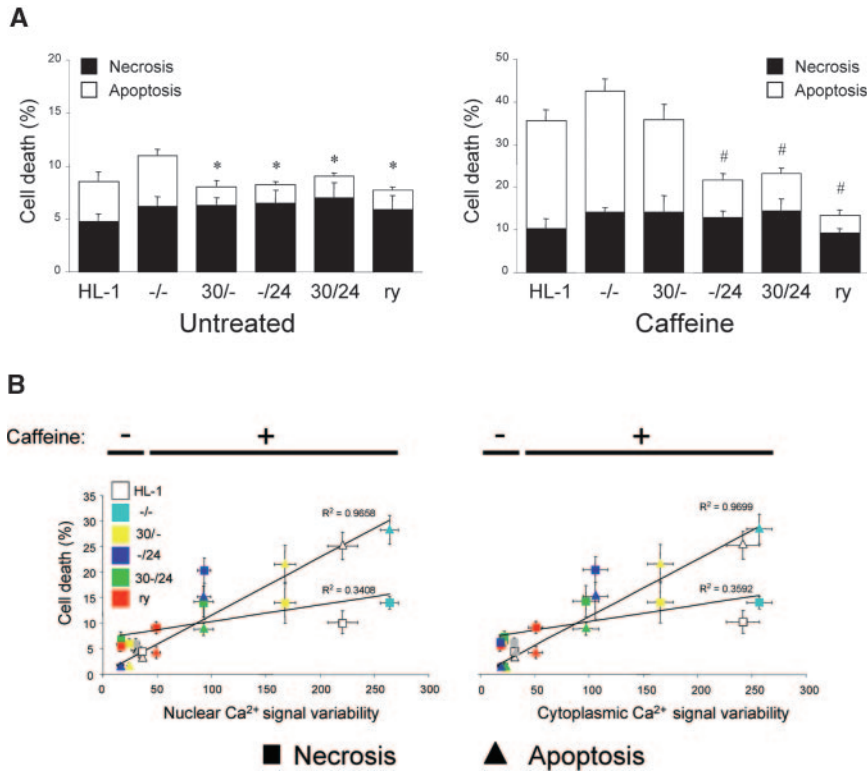 A
20
15
10
5
0
Cell death (%)
Necrosis
Apoptosis
* * * *
HL-1 -/- 30/- -/24 30/24 ry
Untreated
50
40
30
20
10
0
Cell death (%)
Necrosis
Apoptosis
# # #
HL-1 -/- 30/- -/24 30/24 ry
Caffeine
B
Caffeine: - +
- +
35
30
25
20
15
10
5
0
Cell death (%)
HL-1
-/-
30/-
-/24
30-/24
ry
R² = 0.9658
R² = 0.3408
0 50 100 150 200 250 300
Nuclear Ca²⁺ signal variability
R² = 0.9699
R² = 0.3592
0 50 100 150 200 250 300
Cytoplasmic Ca²⁺ signal variability
Necrosis Apoptosis